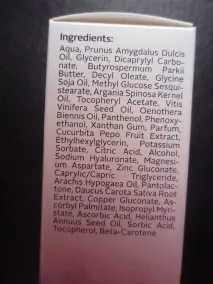 Ingredients:
Aqua, Prunus Amygdalus Dulcis
Oil, Glycerin, Dicaprylyl Carbo-
nate, Butyrospermum Parkii
Butter, Decyl Oleate, Glycine
Soja Oil, Methyl Glucose Sesqui-
stearate, Argania Spinosa Kernel
Oil, Tocopheryl Acetate, Vitis
Vinifera Seed Oil, Oenothera
Biennis Oil, Panthenol, Phenoxy-
ethanol, Xanthan Gum, Parfum,
Cucurbita Pepo Fruit Extract,
Ethylhexylglycerin, Potassium
Sorbate, Citric Acid, Alcohol,
Sodium Hyaluronate, Magnesi-
um Aspartate, Zinc Gluconate,
Caprylic/Capric Triglyceride,
Arachis Hypogaea Oil, Pantolac-
tone, Daucus Carota Sativa Root
Extract, Copper Gluconate, As-
corbyl Palmitate, Isopropyl Myri-
state, Ascorbic Acid, Helianthus
Annuus Seed Oil, Sorbic Acid,
Tocopherol, Beta-Carotene